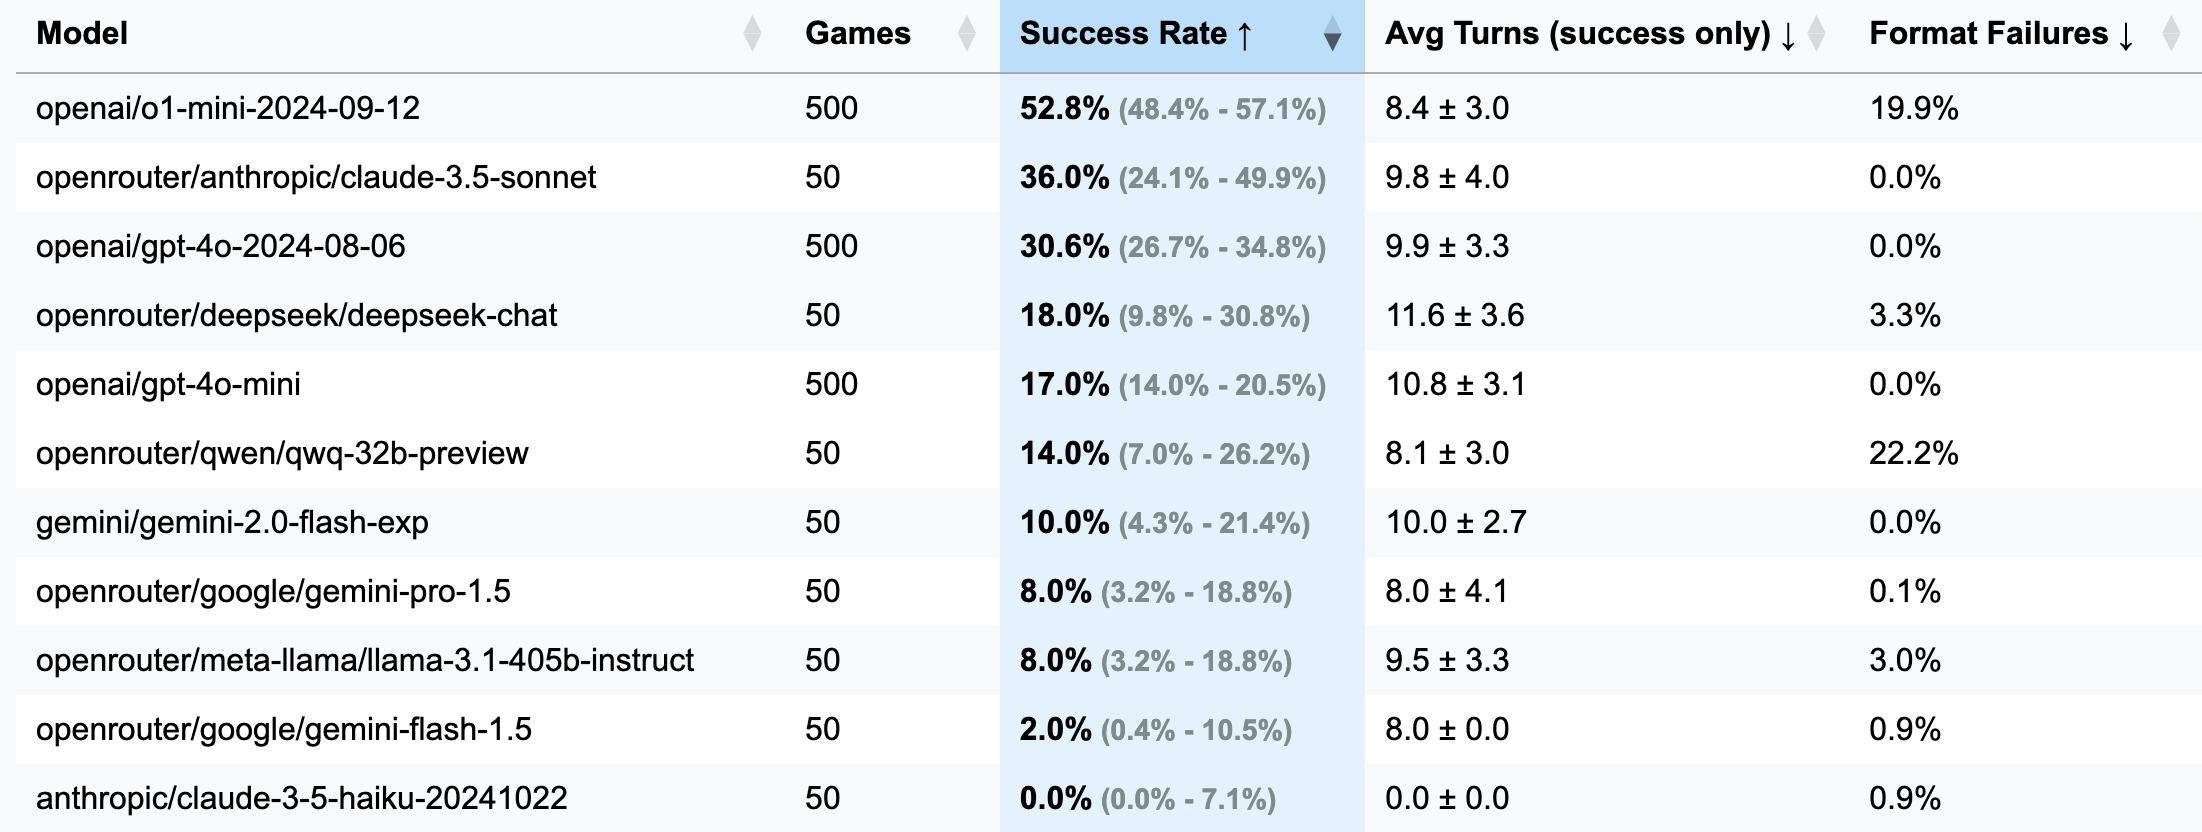 Model Games Success Rate ↑ Avg Turns (success only) ↓ Format Failures ↓
openai/o1-mini-2024-09-12 500 52.8% (48.4% - 57.1%) 8.4 ± 3.0 19.9%
openrouter/anthropic/claude-3.5-sonnet 50 36.0% (24.1% - 49.9%) 9.8 ± 4.0 0.0%
openai/gpt-4o-2024-08-06 500 30.6% (26.7% - 34.8%) 9.9 ± 3.3 0.0%
openrouter/deepseek/deepseek-chat 50 18.0% (9.8% - 30.8%) 11.6 ± 3.6 3.3%
openai/gpt-4o-mini 500 17.0% (14.0% - 20.5%) 10.8 ± 3.1 0.0%
openrouter/qwen/qwq-32b-preview 50 14.0% (7.0% - 26.2%) 8.1 ± 3.0 22.2%
gemini/gemini-2.0-flash-exp 50 10.0% (4.3% - 21.4%) 10.0 ± 2.7 0.0%
openrouter/google/gemini-pro-1.5 50 8.0% (3.2% - 18.8%) 8.0 ± 4.1 0.1%
openrouter/meta-llama/llama-3.1-405b-instruct 50 8.0% (3.2% - 18.8%) 9.5 ± 3.3 3.0%
openrouter/google/gemini-flash-1.5 50 2.0% (0.4% - 10.5%) 8.0 ± 0.0 0.9%
anthropic/claude-3-5-haiku-20241022 50 0.0% (0.0% - 7.1%) 0.0 ± 0.0 0.9%